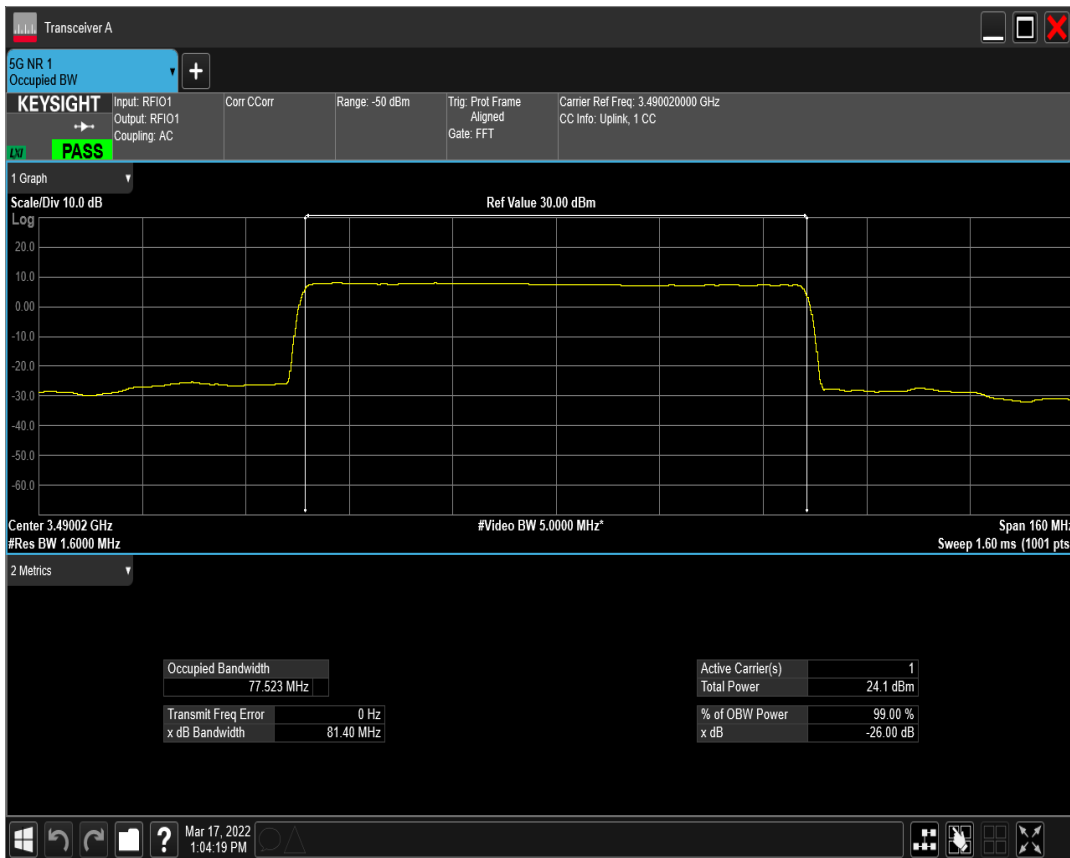 Transceiver A
5G NR 1
Occupied BW
KEYSIGHT
LXI
PASS
Input: RFIO1
Output: RFIO1
Coupling: AC
Corr CCorr
Range: -50 dBm
Trig: Prot Frame
Aligned
Gate: FFT
Carrier Ref Freq: 3.490020000 GHz
CC Info: Uplink, 1 CC
1 Graph
Scale/Div 10.0 dB
Ref Value 30.00 dBm
Log
20.0
10.0
0.00
-10.0
-20.0
-30.0
-40.0
-50.0
-60.0
Center 3.49002 GHz
#Video BW 5.0000 MHz*
Span 160 MHz
#Res BW 1.6000 MHz
Sweep 1.60 ms (1001 pts
2 Metrics
Occupied Bandwidth
77.523 MHz
Transmit Freq Error 0 Hz
x dB Bandwidth 81.40 MHz
Active Carrier(s) 1
Total Power 24.1 dBm
% of OBW Power 99.00 %
x dB -26.00 dB
?
Mar 17, 2022
1:04:19 PM